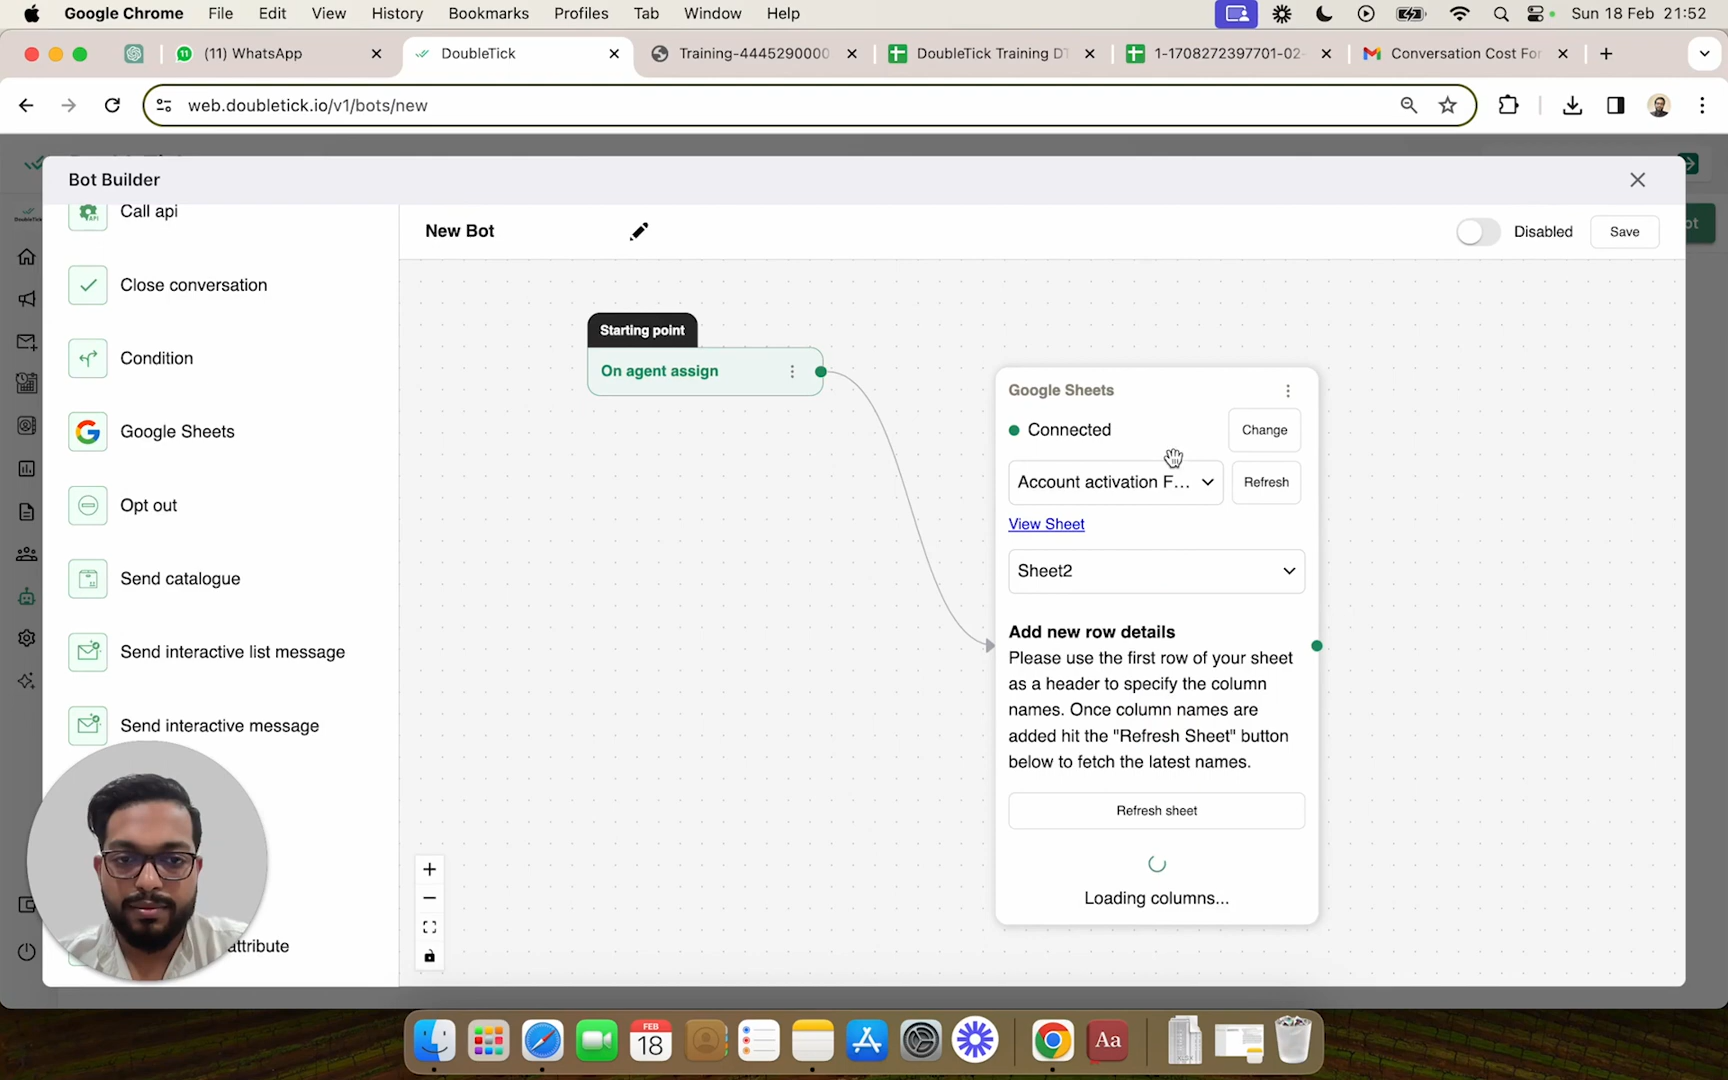 Google Chrome File Edit View History Bookmarks Profiles Tab Window Help Sun 18 Feb 21:52
(11) WhatsApp DoubleTick Training-4445290000 DoubleTick Training DT 1-1708272397701-02- Conversation Cost For
web.doubletick.io/v1/bots/new
Bot Builder
Call api
Close conversation
Condition
Google Sheets
Opt out
Send catalogue
Send interactive list message
Send interactive message
attribute
New Bot
Disabled
Save
Starting point
On agent assign
Google Sheets
Connected
Change
Account activation F...
Refresh
View Sheet
Sheet2
Add new row details
Please use the first row of your sheet
as a header to specify the column
names. Once column names are
added hit the "Refresh Sheet" button
below to fetch the latest names.
Refresh sheet
Loading columns...
FEB
18
Aa